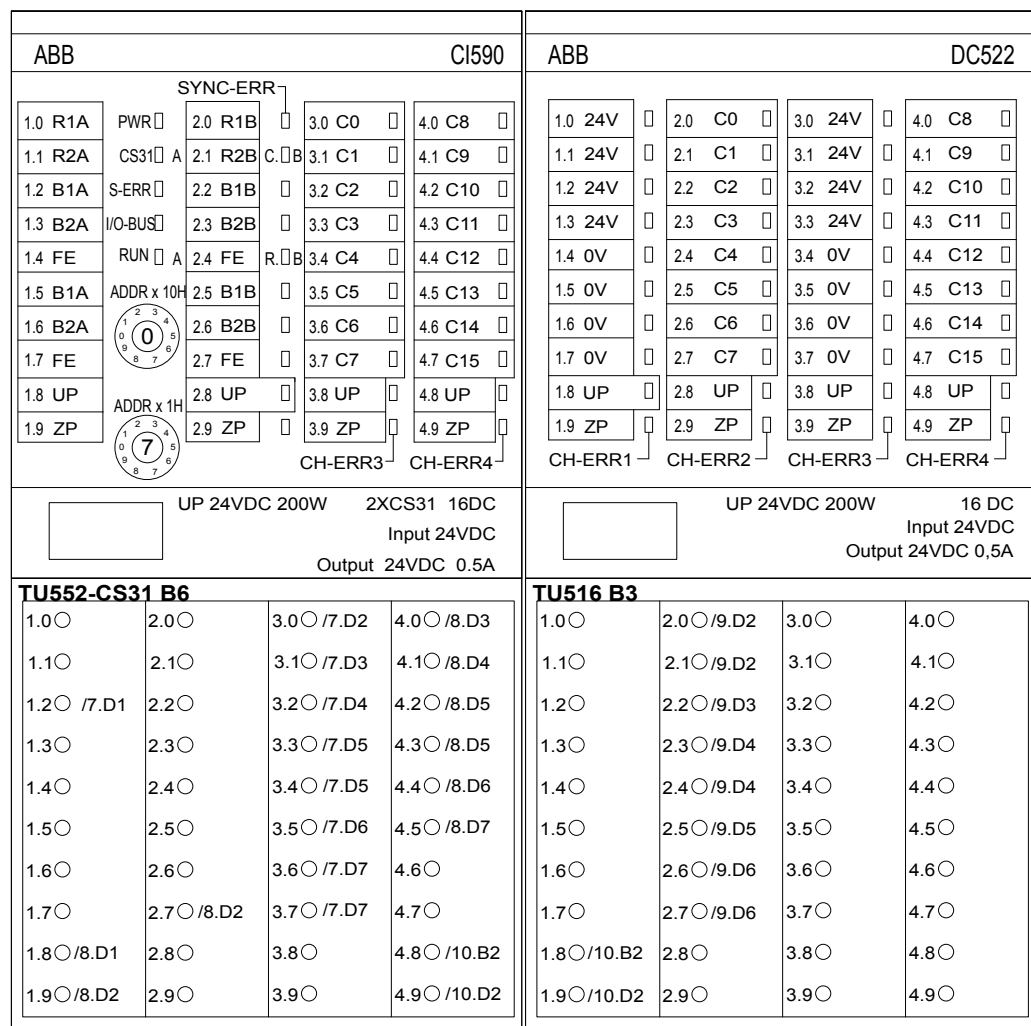 ABB CI590
SYNC-ERR
1.0 R1A PWR 2.0 R1B 3.0 C0 4.0 C8
1.1 R2A CS31 A 2.1 R2B C. B 3.1 C1 4.1 C9
1.2 B1A S-ERR 2.2 B1B 3.2 C2 4.2 C10
1.3 B2A I/O-BUS 2.3 B2B 3.3 C3 4.3 C11
1.4 FE RUN A 2.4 FE R. B 3.4 C4 4.4 C12
1.5 B1A ADDR x 10H 2.5 B1B 3.5 C5 4.5 C13
1.6 B2A 2.6 B2B 3.6 C6 4.6 C14
0 1 2 3 4 5 6 7 8 9
0
1.7 FE 2.7 FE 3.7 C7 4.7 C15
1.8 UP ADDR x 1H 2.8 UP 3.8 UP 4.8 UP
1.9 ZP 2.9 ZP 3.9 ZP 4.9 ZP
0 1 2 3 4 5 6 7 8 9
7
CH-ERR3 CH-ERR4
UP 24VDC 200W 2XCS31 16DC
Input 24VDC
Output 24VDC 0.5A
TU552-CS31 B6
1.0 2.0 3.0 /7.D2 4.0 /8.D3
1.1 2.1 3.1 /7.D3 4.1 /8.D4
1.2 /7.D1 2.2 3.2 /7.D4 4.2 /8.D5
1.3 2.3 3.3 /7.D5 4.3 /8.D5
1.4 2.4 3.4 /7.D5 4.4 /8.D6
1.5 2.5 3.5 /7.D6 4.5 /8.D7
1.6 2.6 3.6 /7.D7 4.6
1.7 2.7 /8.D2 3.7 /7.D7 4.7
1.8 /8.D1 2.8 3.8 4.8 /10.B2
1.9 /8.D2 2.9 3.9 4.9 /10.D2
ABB DC522
1.0 24V 2.0 C0 3.0 24V 4.0 C8
1.1 24V 2.1 C1 3.1 24V 4.1 C9
1.2 24V 2.2 C2 3.2 24V 4.2 C10
1.3 24V 2.3 C3 3.3 24V 4.3 C11
1.4 0V 2.4 C4 3.4 0V 4.4 C12
1.5 0V 2.5 C5 3.5 0V 4.5 C13
1.6 0V 2.6 C6 3.6 0V 4.6 C14
1.7 0V 2.7 C7 3.7 0V 4.7 C15
1.8 UP 2.8 UP 3.8 UP 4.8 UP
1.9 ZP 2.9 ZP 3.9 ZP 4.9 ZP
CH-ERR1 CH-ERR2 CH-ERR3 CH-ERR4
UP 24VDC 200W 16 DC
Input 24VDC
Output 24VDC 0,5A
TU516 B3
1.0 2.0 /9.D2 3.0 4.0
1.1 2.1 /9.D2 3.1 4.1
1.2 2.2 /9.D3 3.2 4.2
1.3 2.3 /9.D4 3.3 4.3
1.4 2.4 /9.D4 3.4 4.4
1.5 2.5 /9.D5 3.5 4.5
1.6 2.6 /9.D6 3.6 4.6
1.7 2.7 /9.D6 3.7 4.7
1.8 /10.B2 2.8 3.8 4.8
1.9 /10.D2 2.9 3.9 4.9